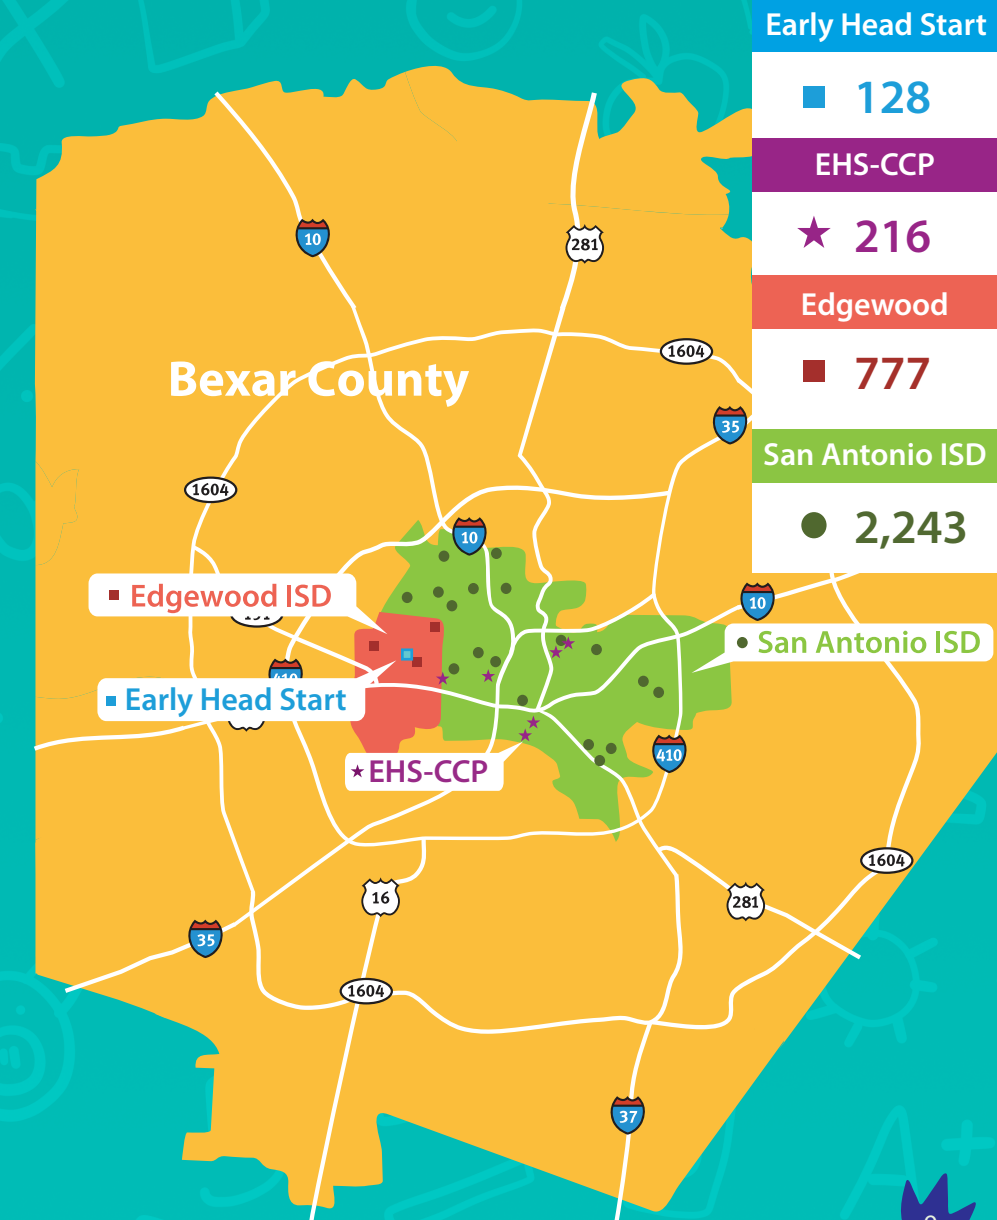 Early Head Start
128
EHS-CCP
216
Edgewood
777
San Antonio ISD
2,243
10
281
1604
Bexar County
35
1604
10
10
Edgewood ISD
San Antonio ISD
410
Early Head Start
EHS-CCP
410
1604
16
281
35
1604
37
A+